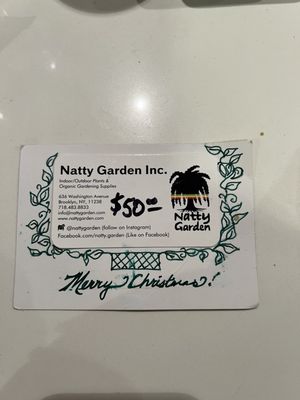 Natty Garden Inc.
Indoor/Outdoor Plants &
Organic Gardening Supplies
636 Washington Avenue
Brooklyn, NY, 11238
718.483.8833
info@nattygarden.com
www.nattygarden.com
$50=
@nattygarden (follow on Instagram)
Facebook.com/natty.garden (Like on Facebook)
Natty
Garden
Merry Christmas!